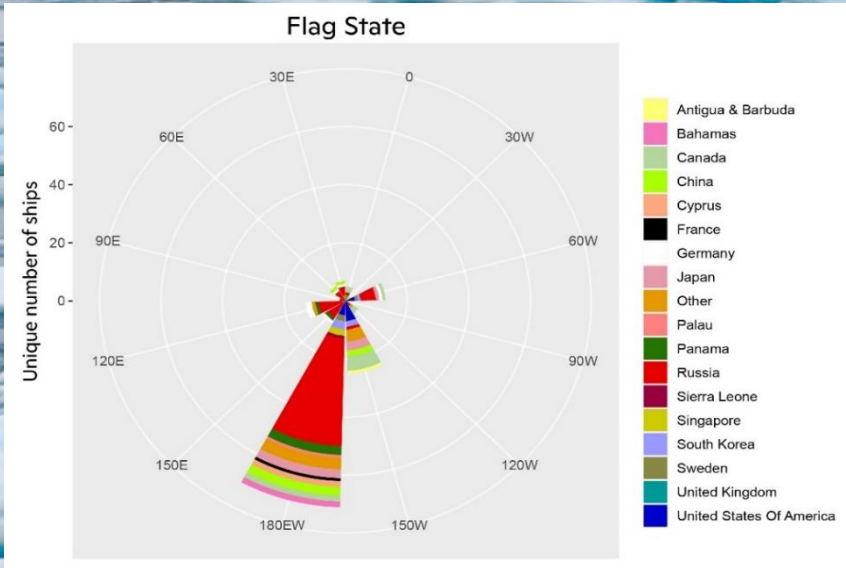 Flag State
Unique number of ships
60
40
20
0
0
30W
60W
90W
120W
150W
180EW
150E
120E
90E
60E
30E
Antigua & Barbuda
Bahamas
Canada
China
Cyprus
France
Germany
Japan
Other
Palau
Panama
Russia
Sierra Leone
Singapore
South Korea
Sweden
United Kingdom
United States Of America